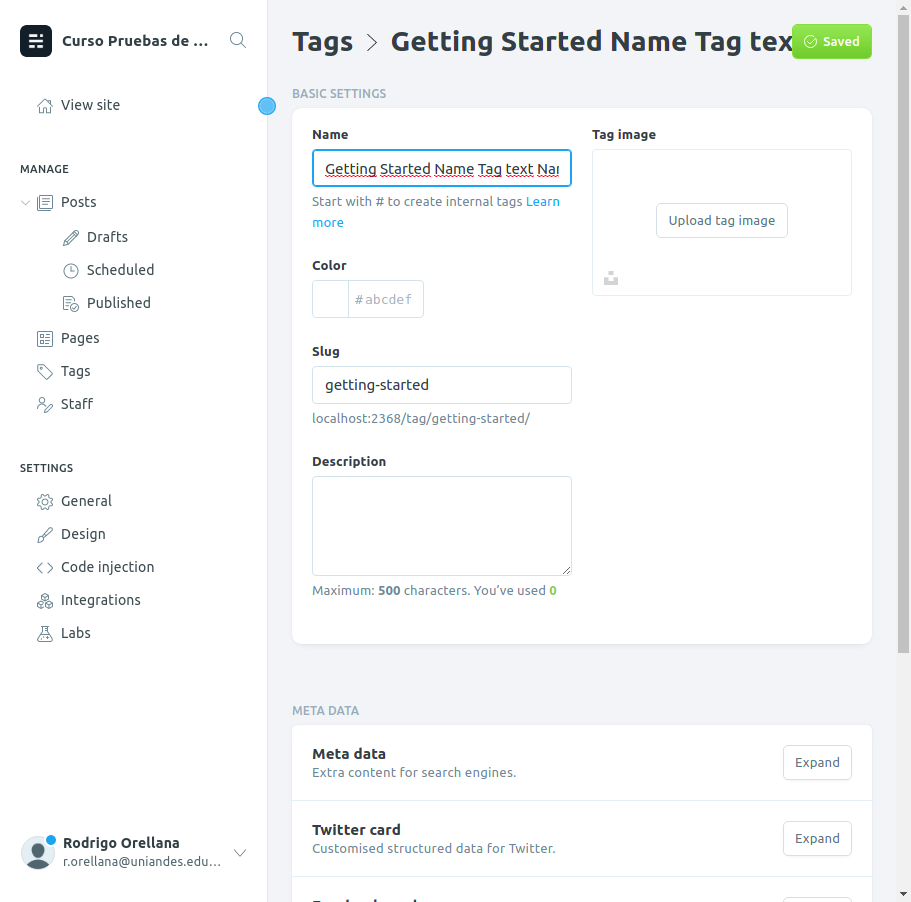 Curso Pruebas de ...
View site
MANAGE
Posts
Drafts
Scheduled
Published
Pages
Tags
Staff
SETTINGS
General
Design
Code injection
Integrations
Labs
Rodrigo Orellana
r.orellana@uniandes.edu...
Tags > Getting Started Name Tag tex
Saved
BASIC SETTINGS
Name
Getting Started Name Tag text Nar
Start with # to create internal tags Learn
more
Color
#abcdef
Slug
getting-started
localhost:2368/tag/getting-started/
Description
Maximum: 500 characters. You’ve used 0
Tag image
Upload tag image
META DATA
Meta data
Extra content for search engines.
Expand
Twitter card
Customised structured data for Twitter.
Expand